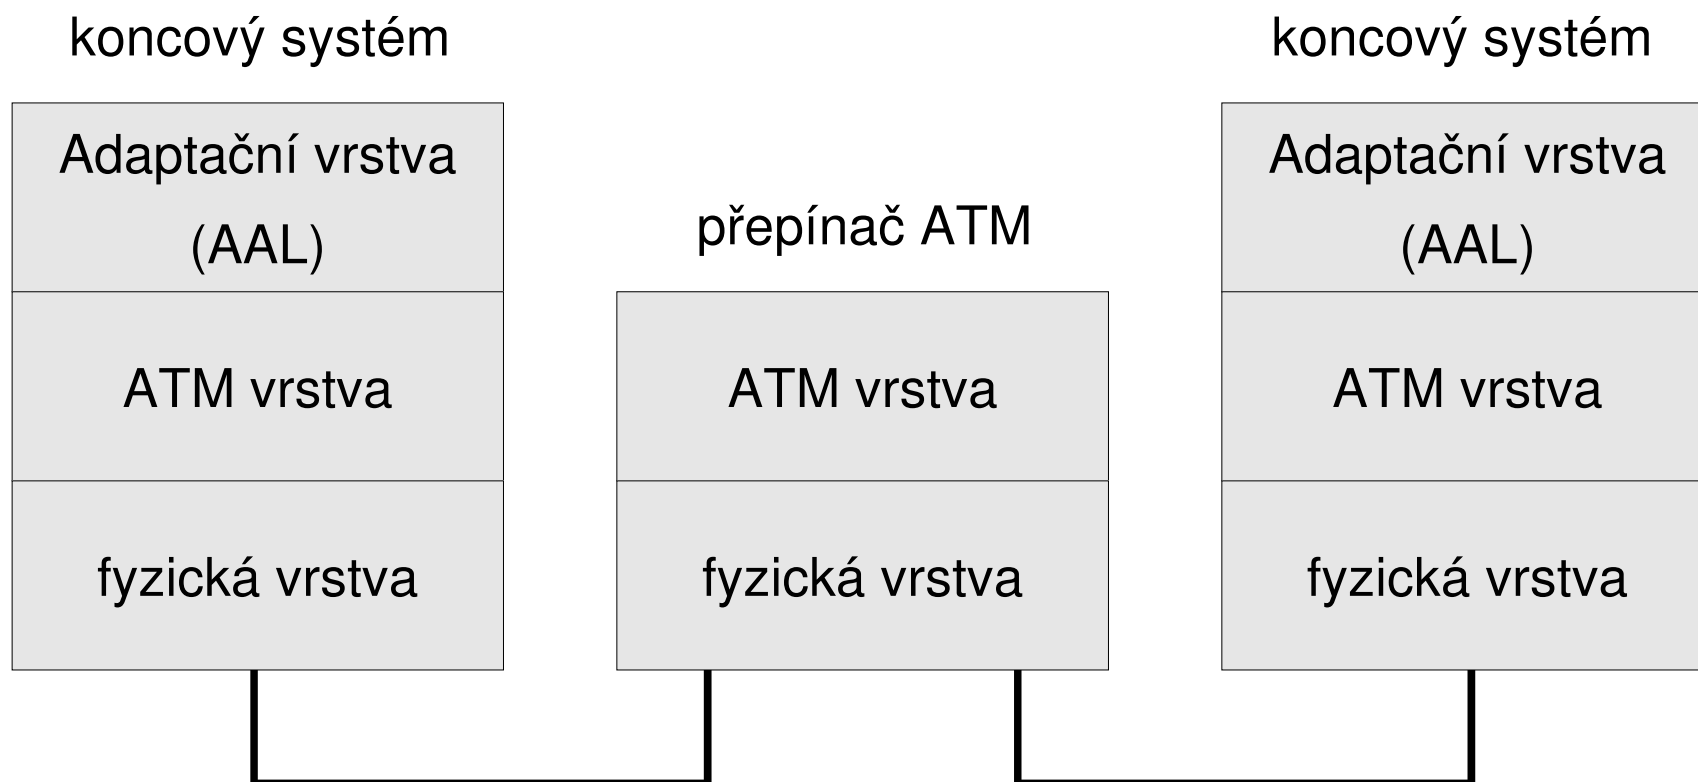 koncový systém
koncový systém
Adaptační vrstva
(AAL)
Adaptační vrstva
(AAL)
přepínač ATM
ATM vrstva
ATM vrstva
ATM vrstva
fyzická vrstva
fyzická vrstva
fyzická vrstva